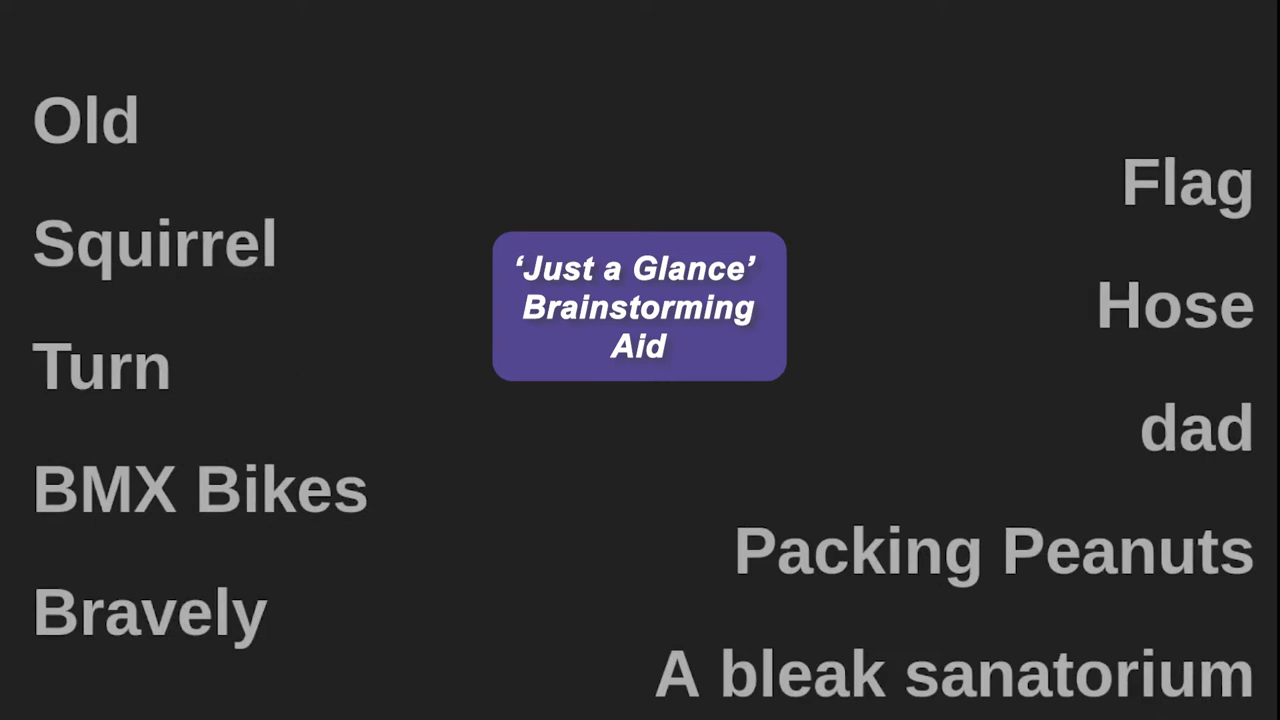 Old
Squirrel
Turn
BMX Bikes
Bravely
‘Just a Glance’
Brainstorming
Aid
Flag
Hose
dad
Packing Peanuts
A bleak sanatorium